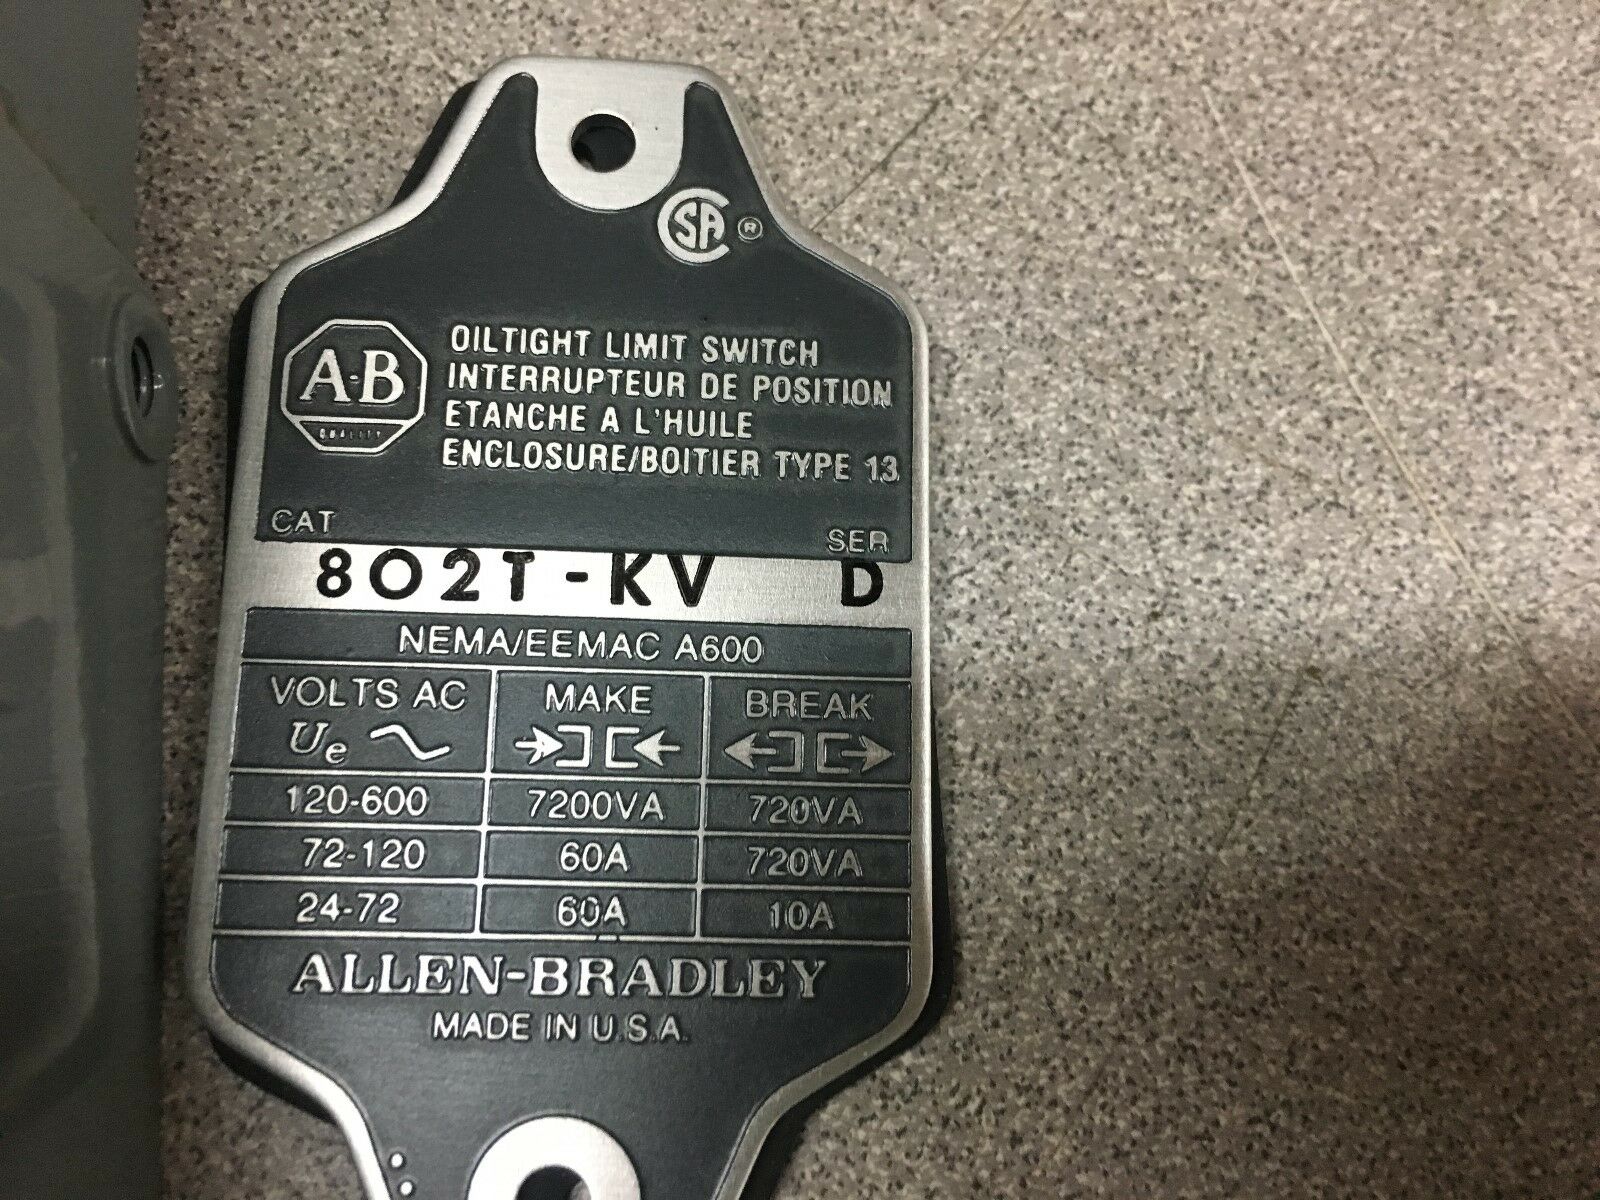 CSA ®
A-B
QUALITY
OILTIGHT LIMIT SWITCH
INTERRUPTEUR DE POSITION
ETANCHE A L'HUILE
ENCLOSURE/BOITIER TYPE 13
CAT SER
802T-KV D
NEMA/EEMAC A600
VOLTS AC MAKE BREAK
Ue
120-600 7200VA 720VA
72-120 60A 720VA
24-72 60A 10A
ALLEN-BRADLEY
MADE IN U.S.A.